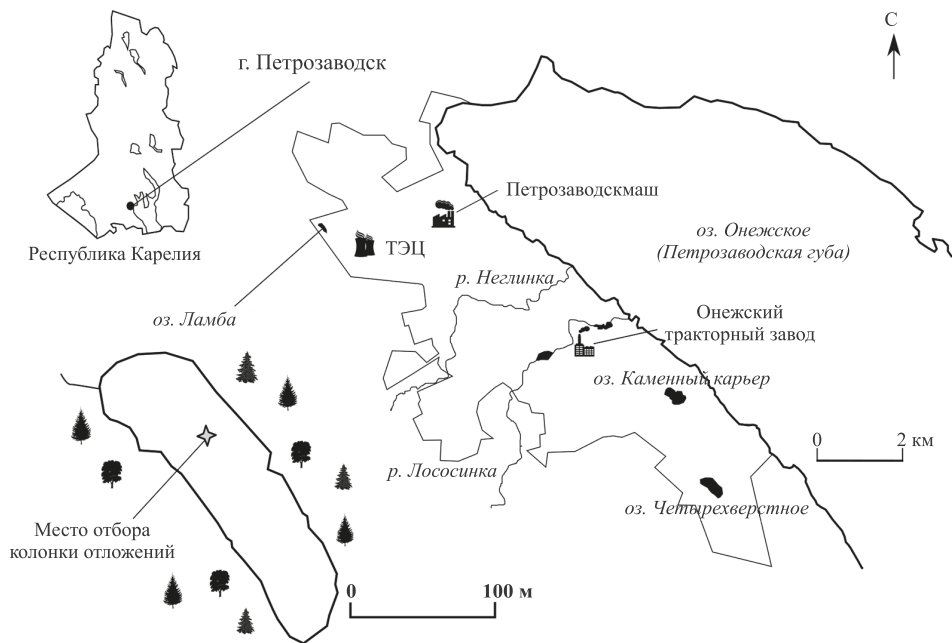 С
г. Петрозаводск
Петрозаводскмаш
оз. Онежское
(Петрозаводская губа)
Республика Карелия
ТЭЦ
р. Неглинка
оз. Ламба
Онежский
тракторный завод
оз. Каменный карьер
0 2 км
р. Лососинка
оз. Четырехверстное
Место отбора
колонки отложений
0 100 м